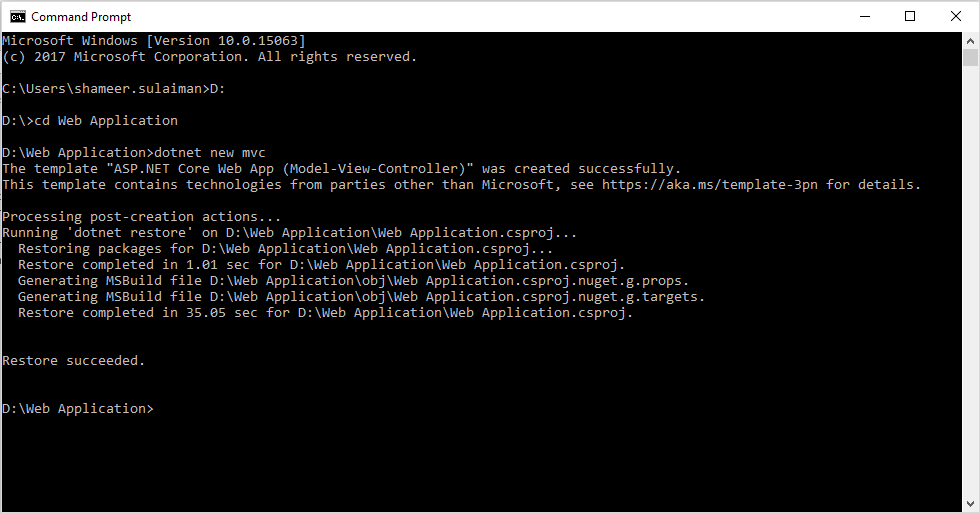 Command Prompt
Microsoft Windows [Version 10.0.15063]
(c) 2017 Microsoft Corporation. All rights reserved.
C:\Users\shameer.sulaiman>D:
D:\>cd Web Application
D:\Web Application>dotnet new mvc
The template "ASP.NET Core Web App (Model-View-Controller)" was created successfully.
This template contains technologies from parties other than Microsoft, see https://aka.ms/template-3pn for details.
Processing post-creation actions...
Running 'dotnet restore' on D:\Web Application\Web Application.csproj...
  Restoring packages for D:\Web Application\Web Application.csproj...
  Restore completed in 1.01 sec for D:\Web Application\Web Application.csproj.
  Generating MSBuild file D:\Web Application\obj\Web Application.csproj.nuget.g.props.
  Generating MSBuild file D:\Web Application\obj\Web Application.csproj.nuget.g.targets.
  Restore completed in 35.05 sec for D:\Web Application\Web Application.csproj.
Restore succeeded.
D:\Web Application>